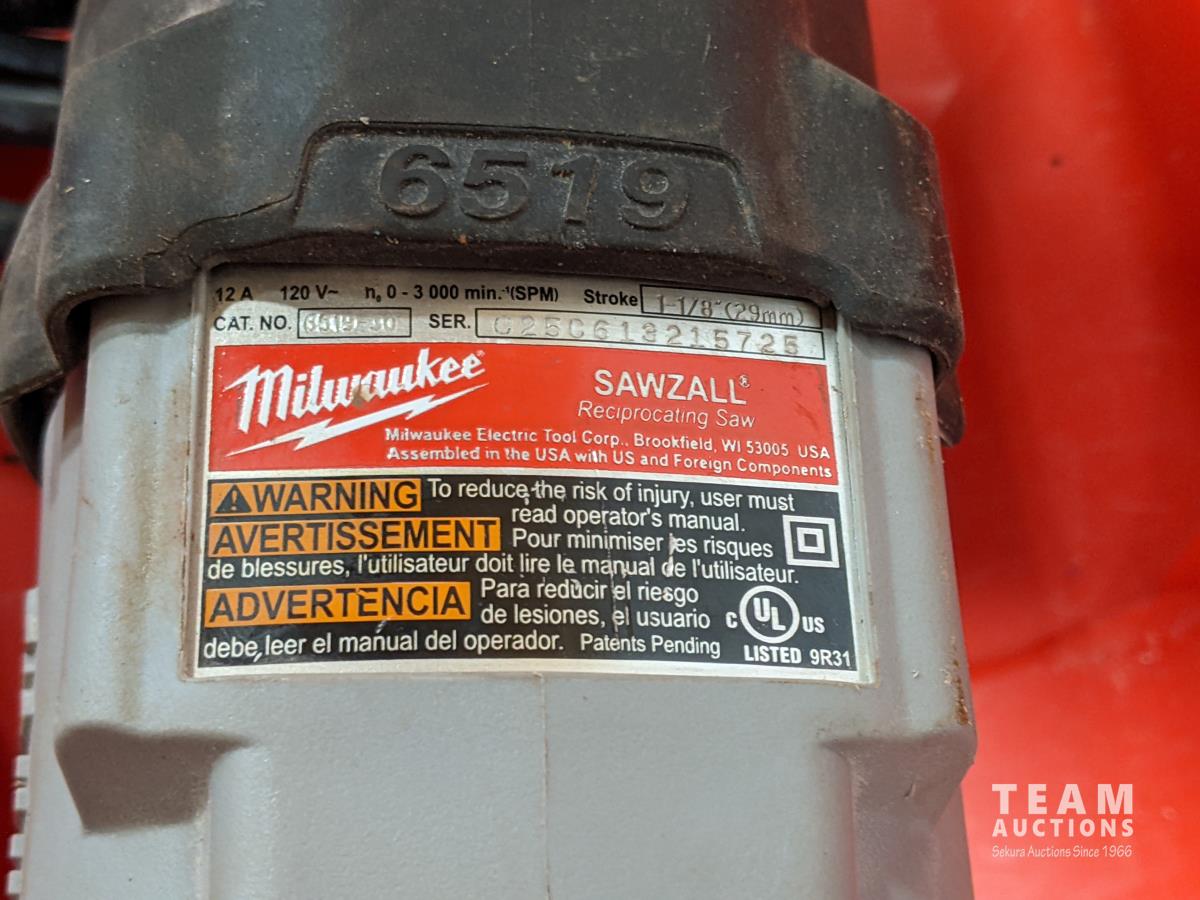 6519
12 A 120 V~ n₀ 0 - 3 000 min.⁻¹(SPM) Stroke 1-1/8"(29mm)
CAT. NO. 6519-30 SER. C25C613215725
Milwaukee® SAWZALL®
Reciprocating Saw
Milwaukee Electric Tool Corp., Brookfield, WI 53005 USA
Assembled in the USA with US and Foreign Components
WARNING To reduce the risk of injury, user must
read operator's manual.
AVERTISSEMENT Pour minimiser les risques
de blessures, l'utilisateur doit lire le manual de l'utilisateur.
ADVERTENCIA Para reducir el riesgo
de lesiones, el usuario
debe leer el manual del operador. Patents Pending
C UL US
LISTED 9R31
TEAM
AUCTIONS
Sekura Auctions Since 1966